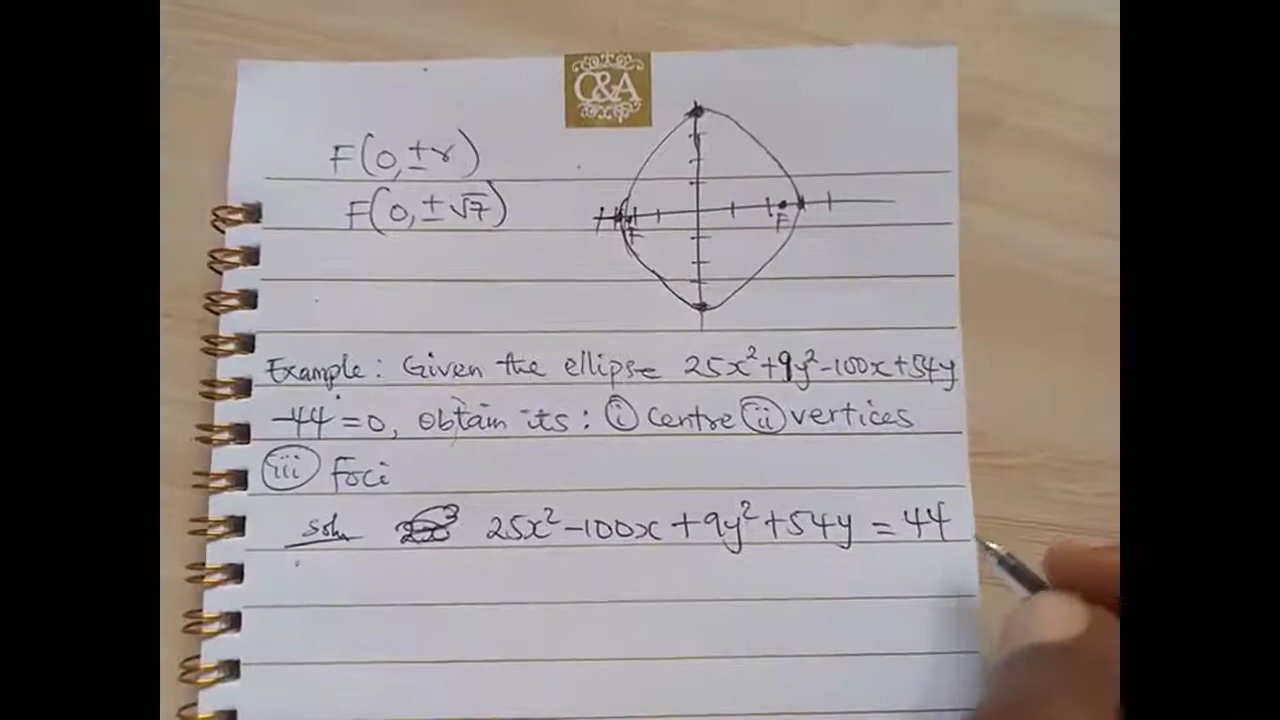 C&A
F(0, ±r)
F(0, ±√7)
F F
Example: Given the ellipse 25x²+9y²-100x+54y
-44=0, obtain its: (i) Centre (ii) vertices
(iii) Foci
Soln 25x²-100x+9y²+54y=44